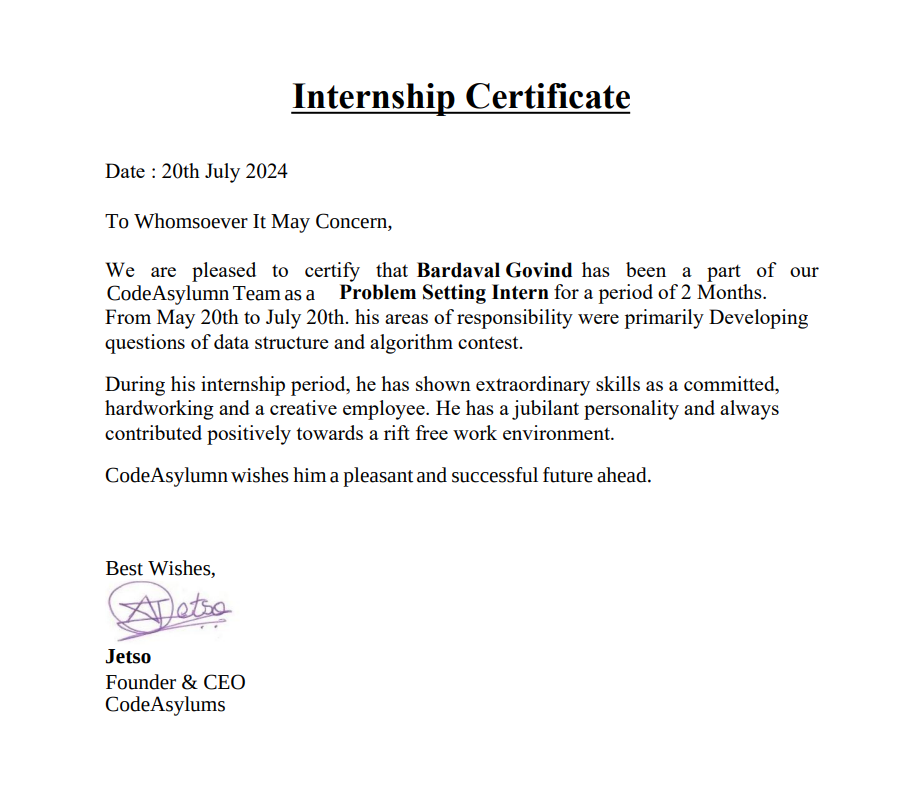 Internship Certificate
Date : 20th July 2024
To Whomsoever It May Concern,
We are pleased to certify that Bardaval Govind has been a part of our
CodeAsylumn Team as a Problem Setting Intern for a period of 2 Months.
From May 20th to July 20th. his areas of responsibility were primarily Developing
questions of data structure and algorithm contest.
During his internship period, he has shown extraordinary skills as a committed,
hardworking and a creative employee. He has a jubilant personality and always
contributed positively towards a rift free work environment.
CodeAsylumn wishes him a pleasant and successful future ahead.
Best Wishes,
Jetso
Jetso
Founder & CEO
CodeAsylums